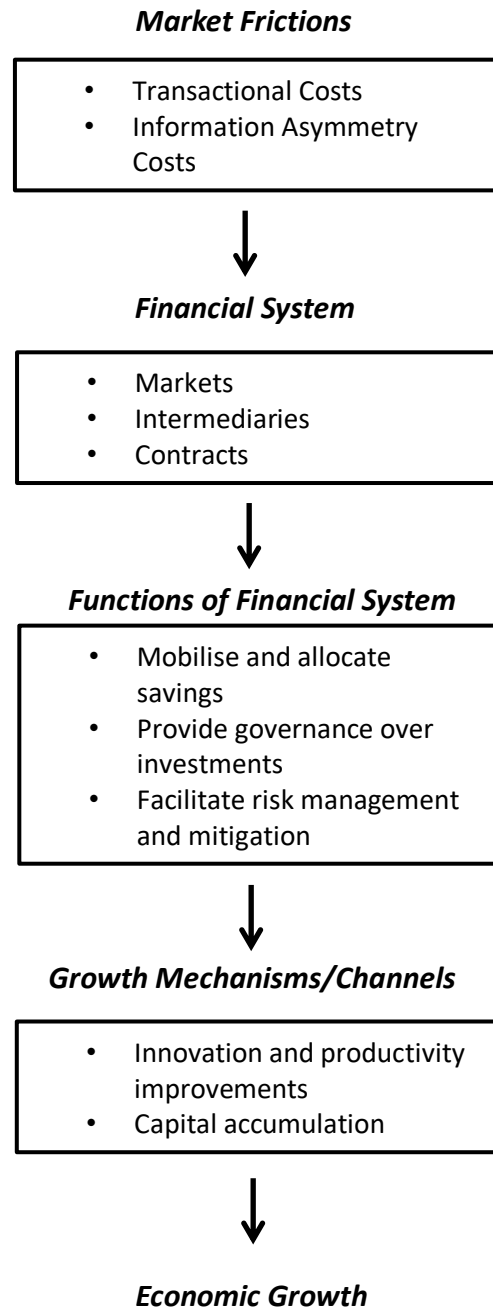 Market Frictions
• Transactional Costs
• Information Asymmetry
Costs
Financial System
• Markets
• Intermediaries
• Contracts
Functions of Financial System
• Mobilise and allocate
savings
• Provide governance over
investments
• Facilitate risk management
and mitigation
Growth Mechanisms/Channels
• Innovation and productivity
improvements
• Capital accumulation
Economic Growth